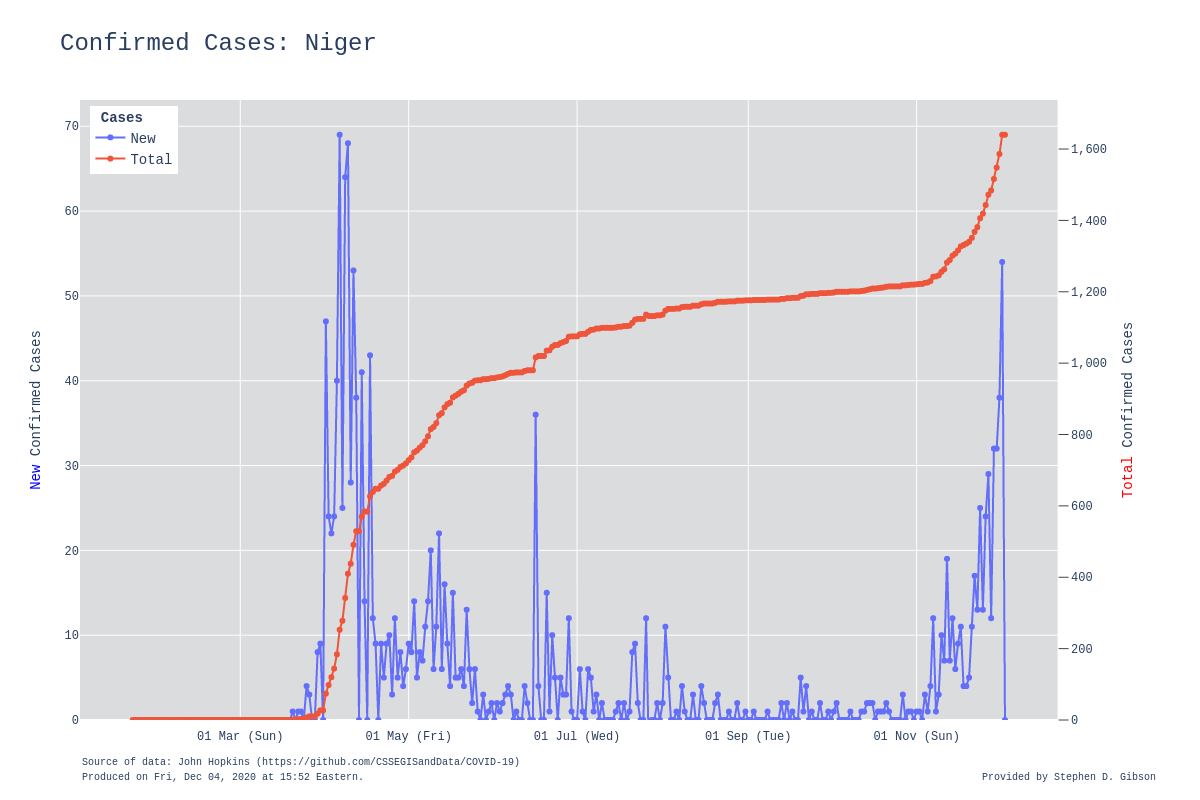 Confirmed Cases: Niger
Cases
New
Total
70
60
50
40
30
20
10
0
1,600
1,400
1,200
1,000
800
600
400
200
0
New Confirmed Cases
Total Confirmed Cases
01 Mar (Sun)
01 May (Fri)
01 Jul (Wed)
01 Sep (Tue)
01 Nov (Sun)
Source of data: John Hopkins (https://github.com/CSSEGISandData/COVID-19)
Produced on Fri, Dec 04, 2020 at 15:52 Eastern.
Provided by Stephen D. Gibson